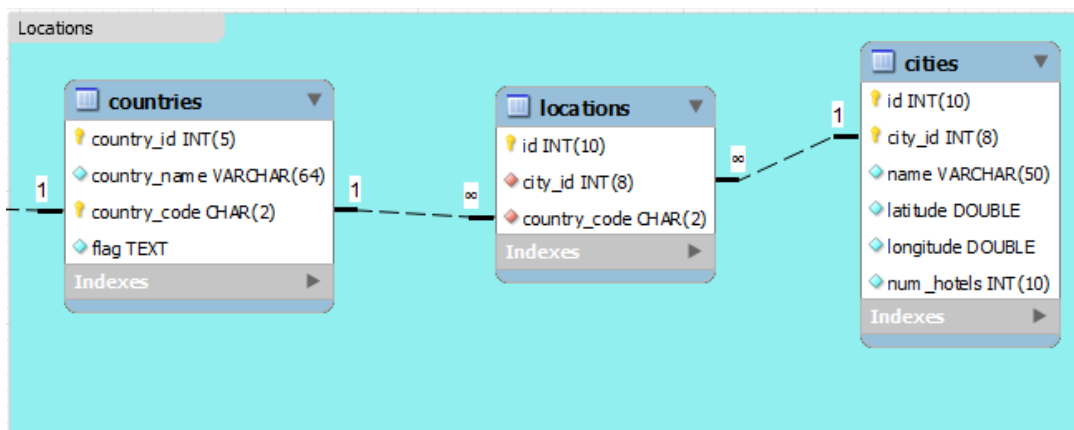 Locations
countries
country_id INT(5)
country_name VARCHAR(64)
country_code CHAR(2)
flag TEXT
Indexes
1
1
∞
locations
id INT(10)
city_id INT(8)
country_code CHAR(2)
Indexes
∞
1
cities
id INT(10)
city_id INT(8)
name VARCHAR(50)
latitude DOUBLE
longitude DOUBLE
num_hotels INT(10)
Indexes